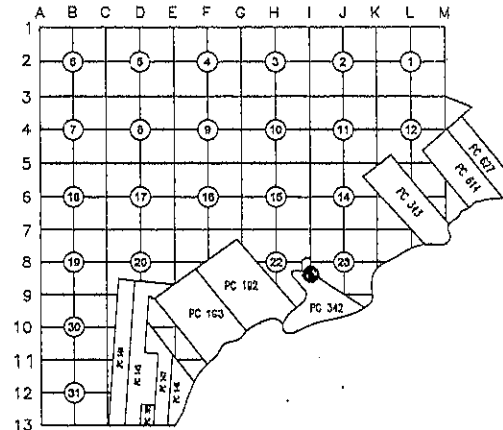 A B C D E F G H I J K L M
1
2 6 5 4 3 2 1
3
4 7 8 9 10 11 12
5
6 18 17 16 15 14
7
8 19 20 22 23
9
10 30
11
12 31
13
PC 627
PC 614
PC 343
PC 192
PC 193
PC 342